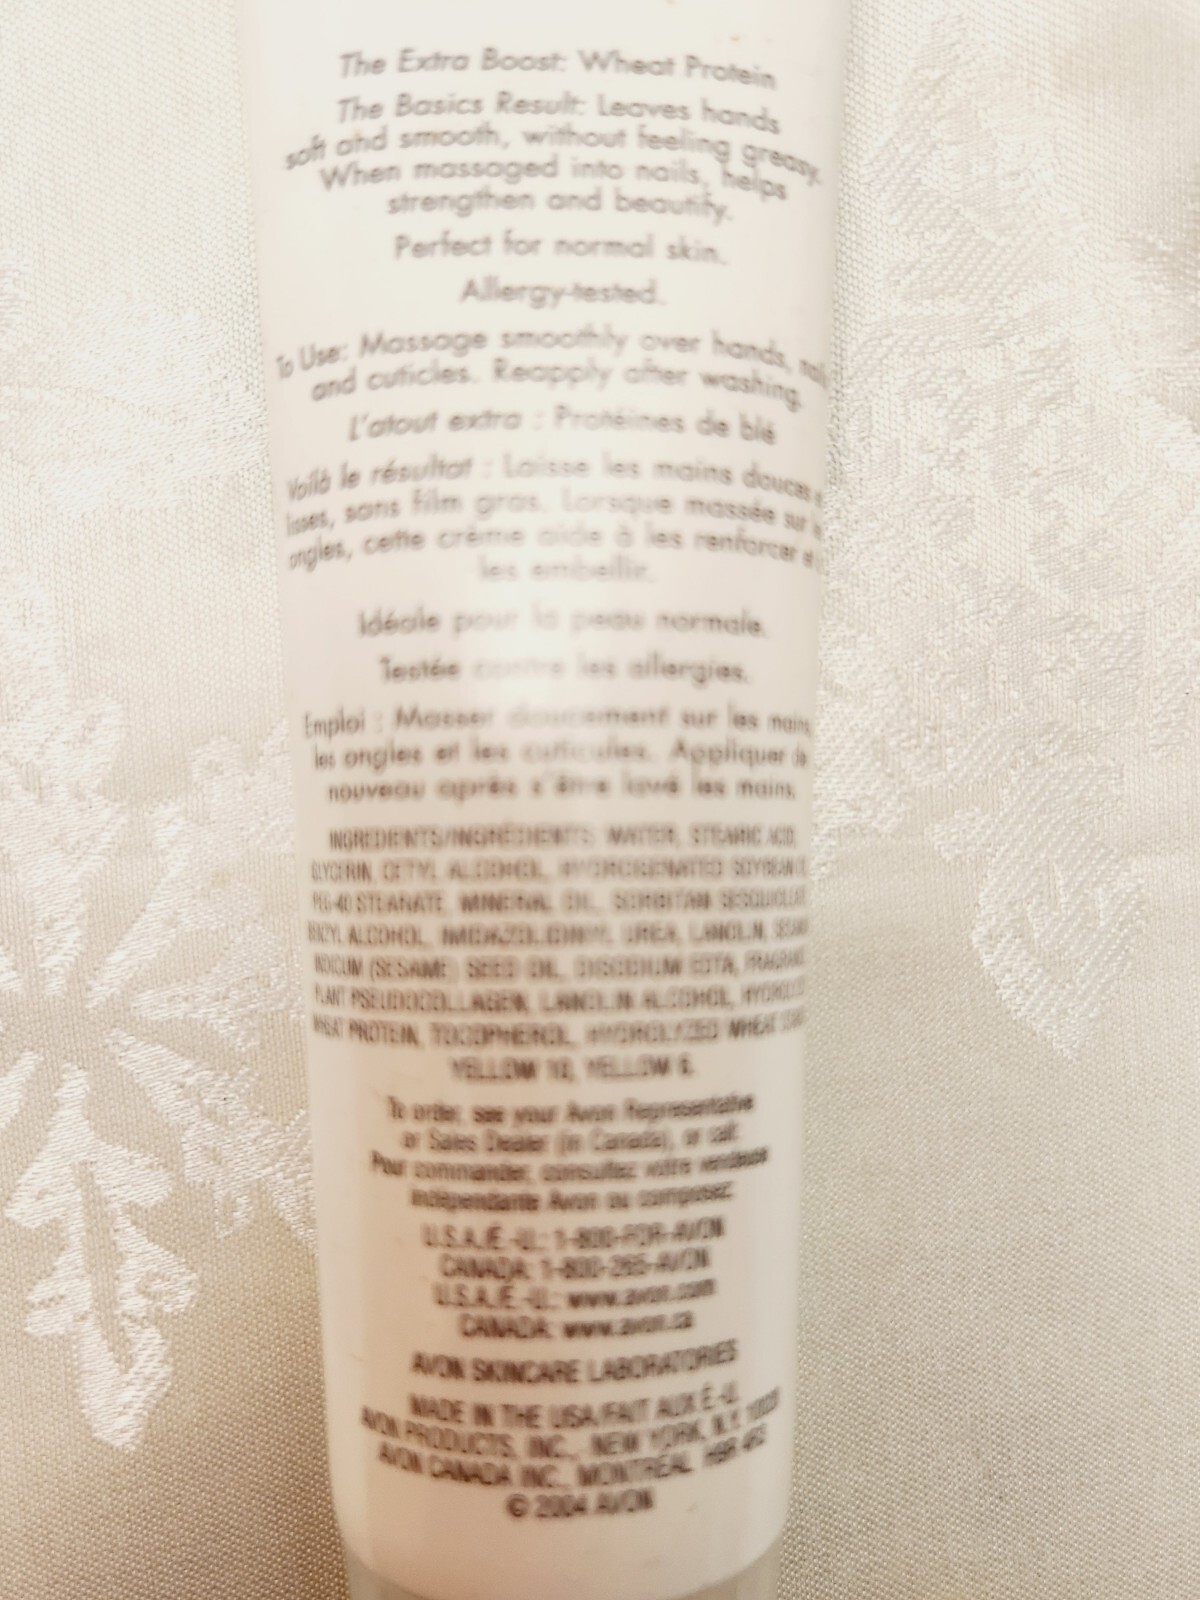 The Extra Boost: Wheat Protein
The Basics Result: Leaves hands
soft and smooth, without feeling greasy.
When massaged into nails, helps
strengthen and beautify.
Perfect for normal skin.
Allergy-tested.
To Use: Massage smoothly over hands,
and cuticles. Reapply after washing.
L'atout extra : Protéines de blé
Voilà le résultat : Laisse les mains douces
lisses, sans film gras. Lorsque massée sur
ongles, cette crème aide à les renforcer
les embellir.
Idéale pour la peau normale.
Testée contre les allergies.
Emploi : Masser doucement sur les mains,
les ongles et les cuticules. Appliquer de
nouveau après s'être lavé les mains.
INGREDIENTS/INGRÉDIENTS: WATER, STEARIC ACID,
GLYCERIN, CETYL ALCOHOL, HYDROGENATED SOYBEAN
PEG-40 STEARATE, MINERAL OIL, SORBITAN
ALCOHOL, IMIDAZOLIDINYL UREA, LANOLIN,
INDICUM (SESAME) SEED OIL, DISODIUM EDTA,
PLANT PSEUDOCOLLAGEN, LANOLIN ALCOHOL,
WHEAT PROTEIN, TOCOPHEROL, HYDROLYZED WHEAT
YELLOW 10, YELLOW 6.
To order, see your Avon Representative
or Sales Dealer (in Canada), or call:
Pour commander, consultez votre vendeuse
indépendante Avon ou composez:
U.S.A./É.-U.: 1-800-FOR-AVON
CANADA: 1-800-265-AVON
U.S.A./É.-U.: www.avon.com
CANADA: www.avon.ca
AVON SKINCARE LABORATORIES
MADE IN THE USA/FAIT AUX É.-U.
AVON PRODUCTS, INC., NEW YORK, N.Y. 10020
AVON CANADA INC., MONTRÉAL H9R
© 2004 AVON